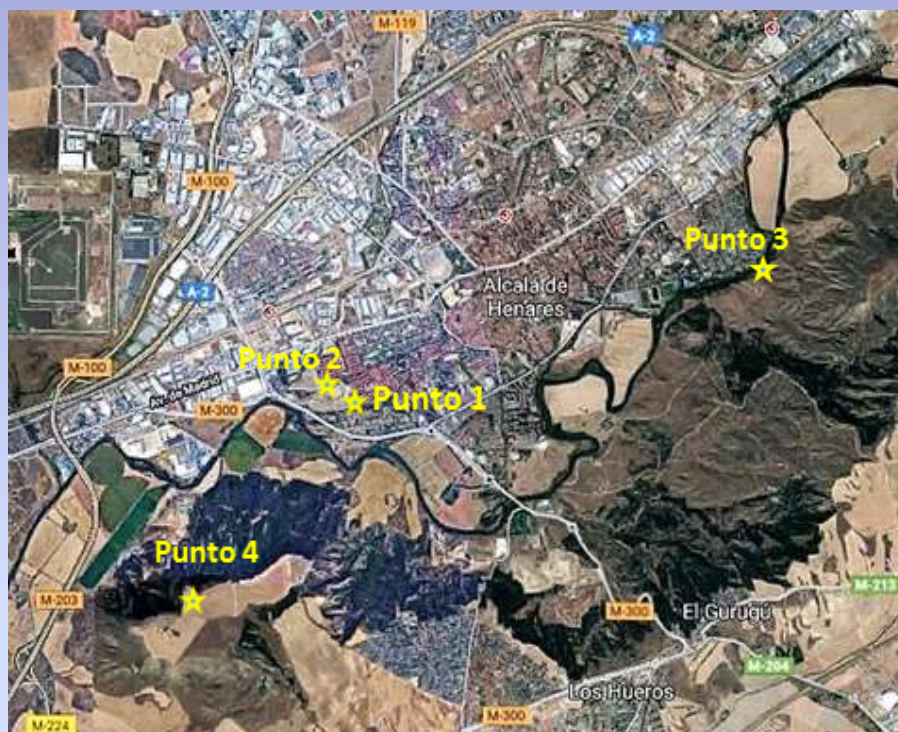 M-119
A-2
M-100
Punto 3
Alcalá de
Henares
A-2
Punto 2
M-100
Av. de Madrid
Punto 1
M-300
Punto 4
M-203
M-213
M-300
El Gurugú
M-204
Los Hueros
M-300
M-224